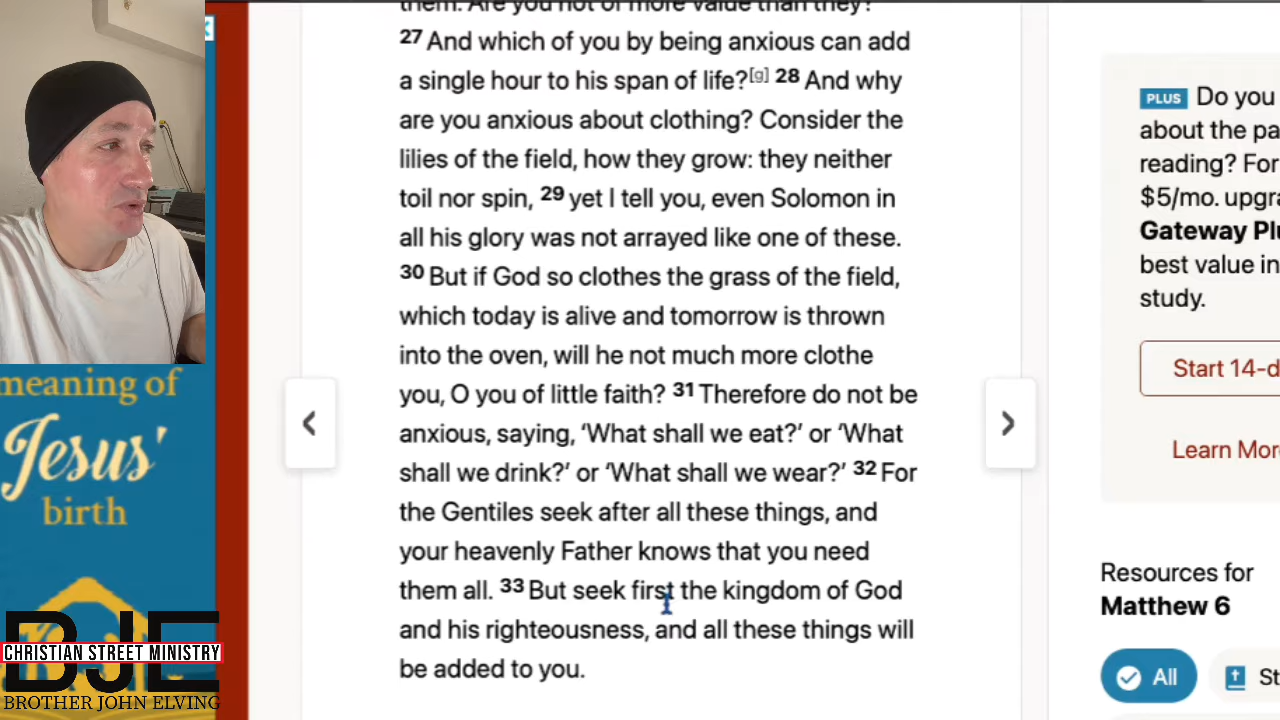 them. Are you not of more value than they?
27 And which of you by being anxious can add
a single hour to his span of life?[g] 28 And why
are you anxious about clothing? Consider the
lilies of the field, how they grow: they neither
toil nor spin, 29 yet I tell you, even Solomon in
all his glory was not arrayed like one of these.
30 But if God so clothes the grass of the field,
which today is alive and tomorrow is thrown
into the oven, will he not much more clothe
you, O you of little faith? 31 Therefore do not be
anxious, saying, ‘What shall we eat?’ or ‘What
shall we drink?’ or ‘What shall we wear?’ 32 For
the Gentiles seek after all these things, and
your heavenly Father knows that you need
them all. 33 But seek first the kingdom of God
and his righteousness, and all these things will
be added to you.
PLUS Do you
about the pa
reading? For
$5/mo. upgra
Gateway Plu
best value in
study.
Start 14-d
Learn More
Resources for
Matthew 6
All
St
meaning of
Jesus'
birth
BJE
CHRISTIAN STREET MINISTRY
BROTHER JOHN ELVING